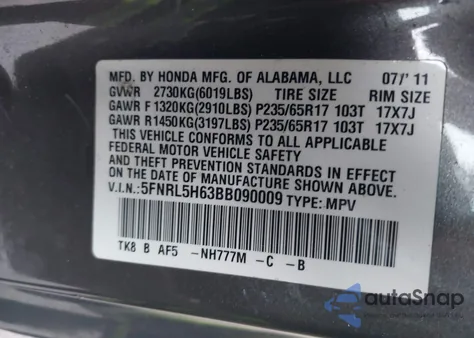 MFD. BY HONDA MFG. OF ALABAMA, LLC 07/'11
GVWR 2730KG(6019LBS) TIRE SIZE RIM SIZE
GAWR F 1320KG(2910LBS) P235/65R17 103T 17X7J
GAWR R1450KG(3197LBS) P235/65R17 103T 17X7J
THIS VEHICLE CONFORMS TO ALL APPLICABLE
FEDERAL MOTOR VEHICLE SAFETY
AND THEFT PREVENTION STANDARDS IN EFFECT
ON THE DATE OF MANUFACTURE SHOWN ABOVE.
V.I.N.: 5FNRL5H63BB090009 TYPE: MPV
TK8 B AF5 -NH777M -C -B
autoSnap